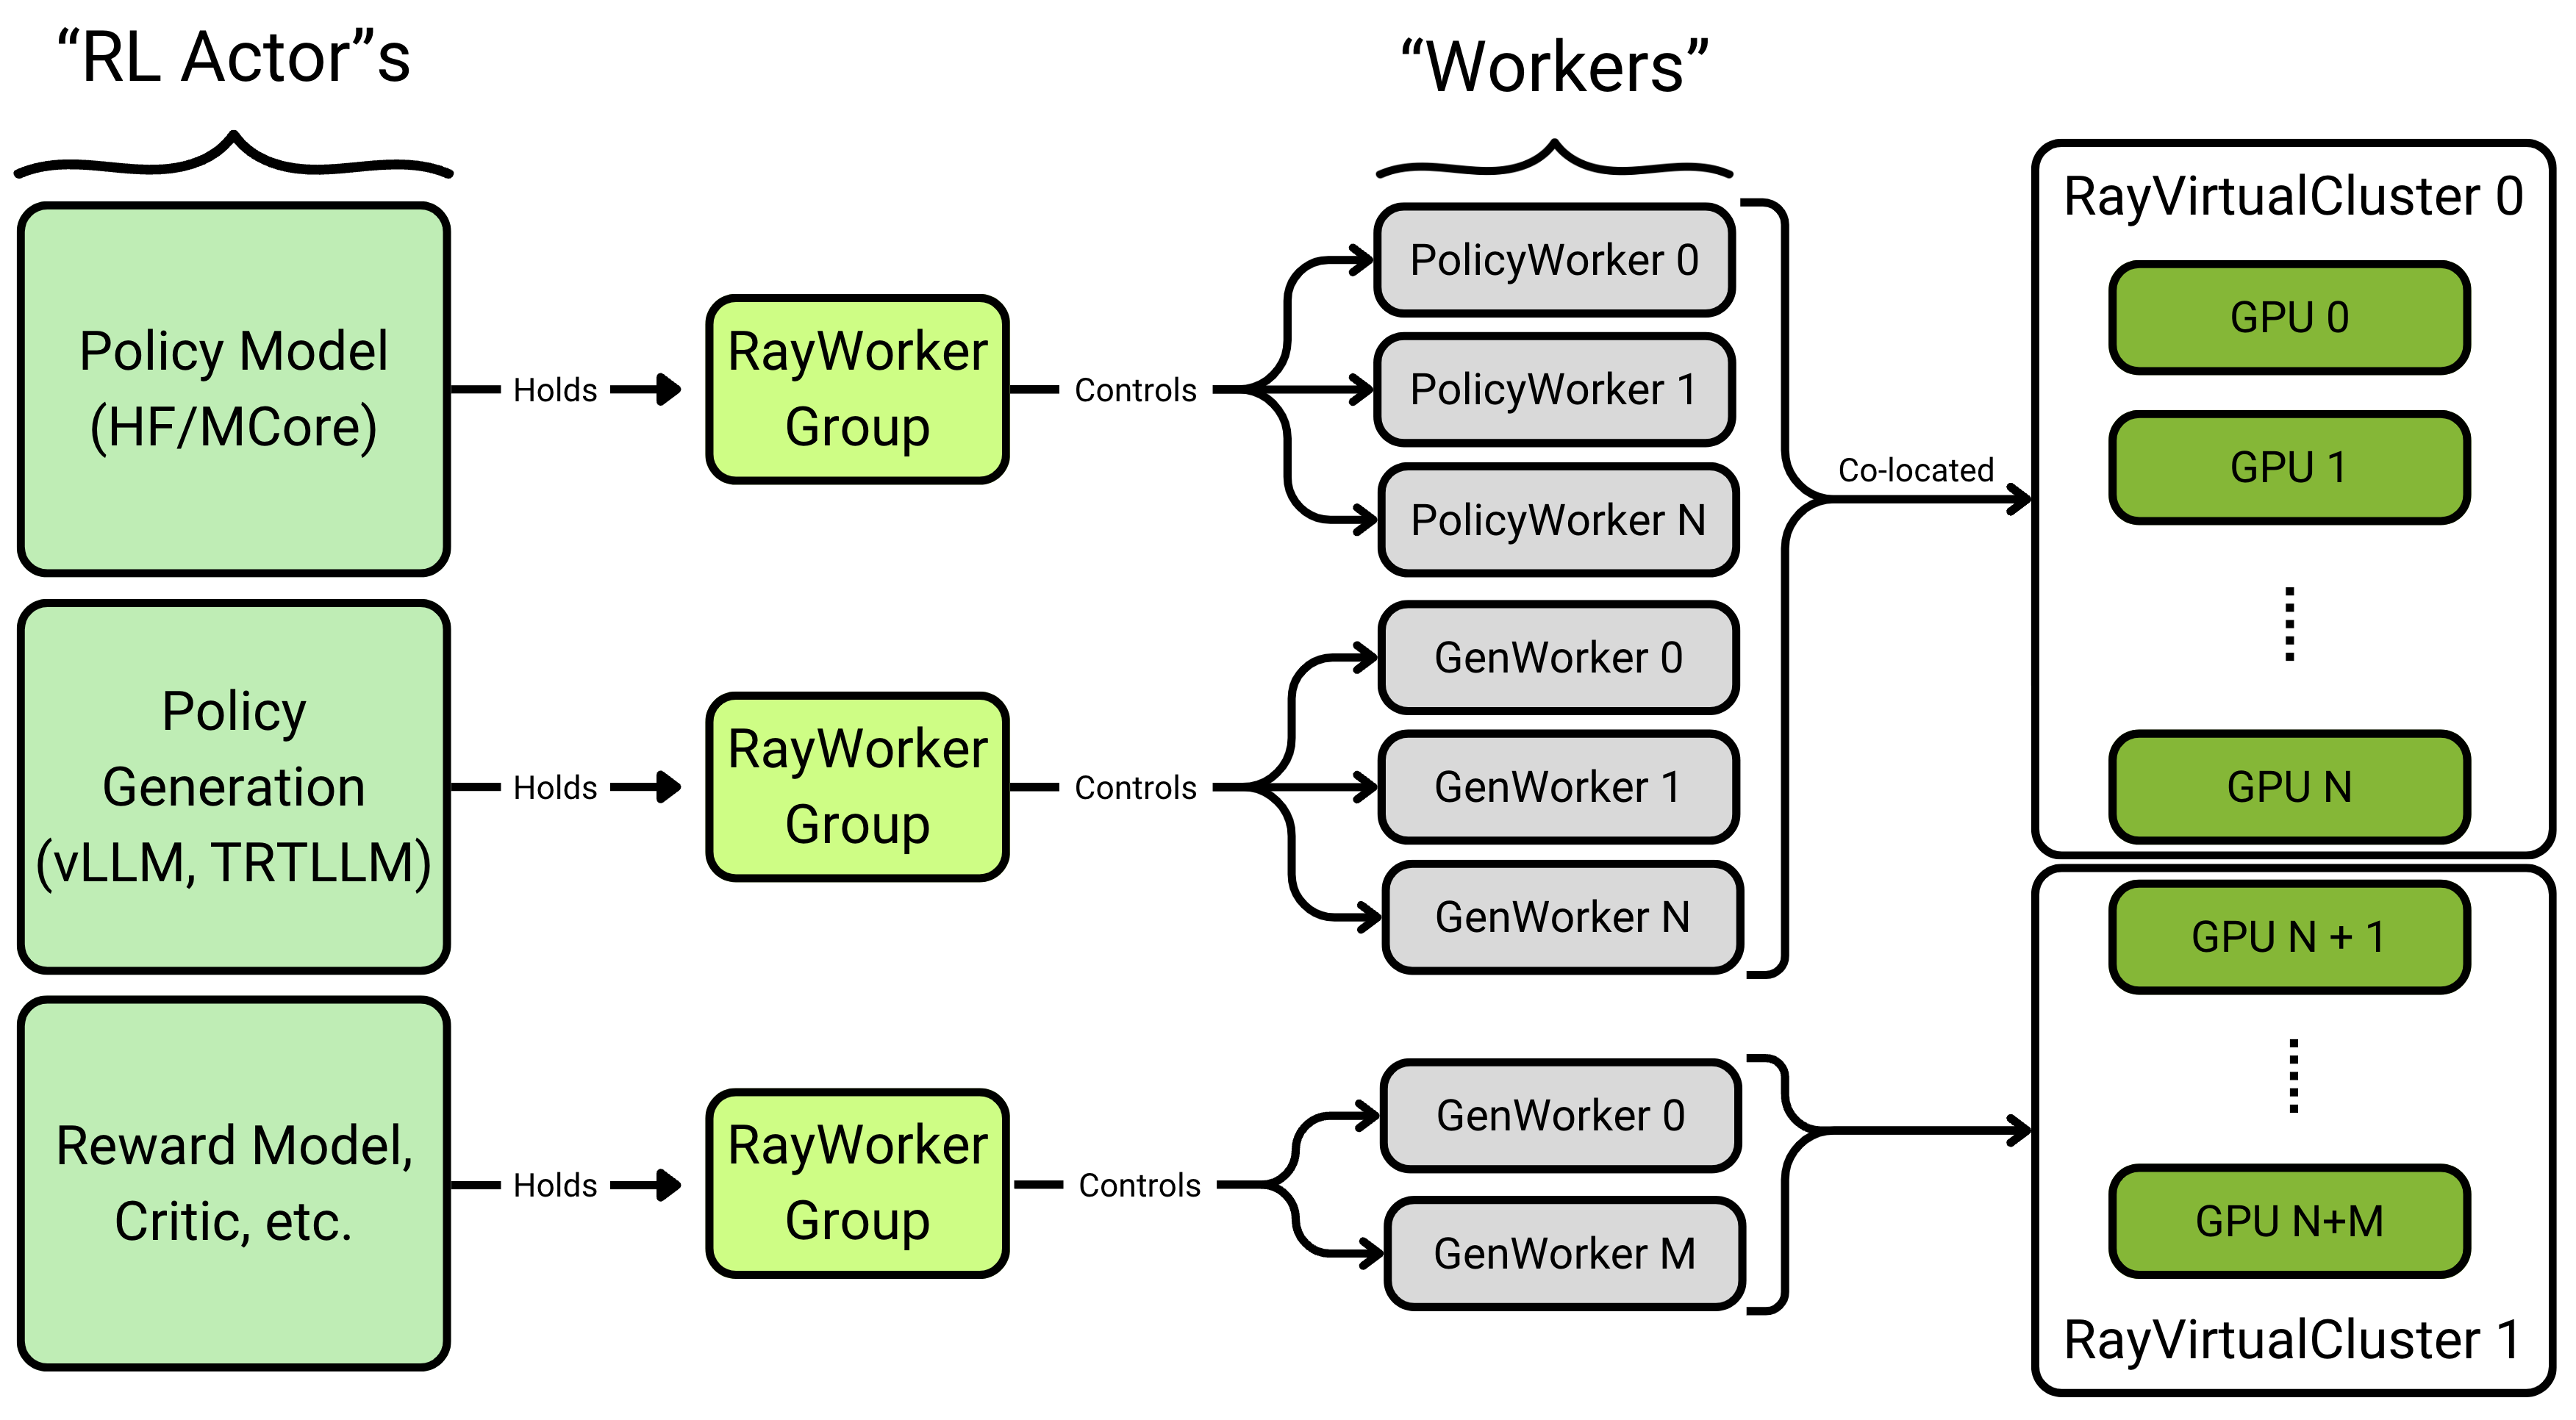 “RL Actor”s
“Workers”
Policy Model
(HF/MCore)
Holds
RayWorker
Group
Controls
PolicyWorker 0
PolicyWorker 1
PolicyWorker N
Policy
Generation
(vLLM, TRTLLM)
Holds
RayWorker
Group
Controls
GenWorker 0
GenWorker 1
GenWorker N
Co-located
RayVirtualCluster 0
GPU 0
GPU 1
GPU N
Reward Model,
Critic, etc.
Holds
RayWorker
Group
Controls
GenWorker 0
GenWorker M
GPU N + 1
GPU N+M
RayVirtualCluster 1